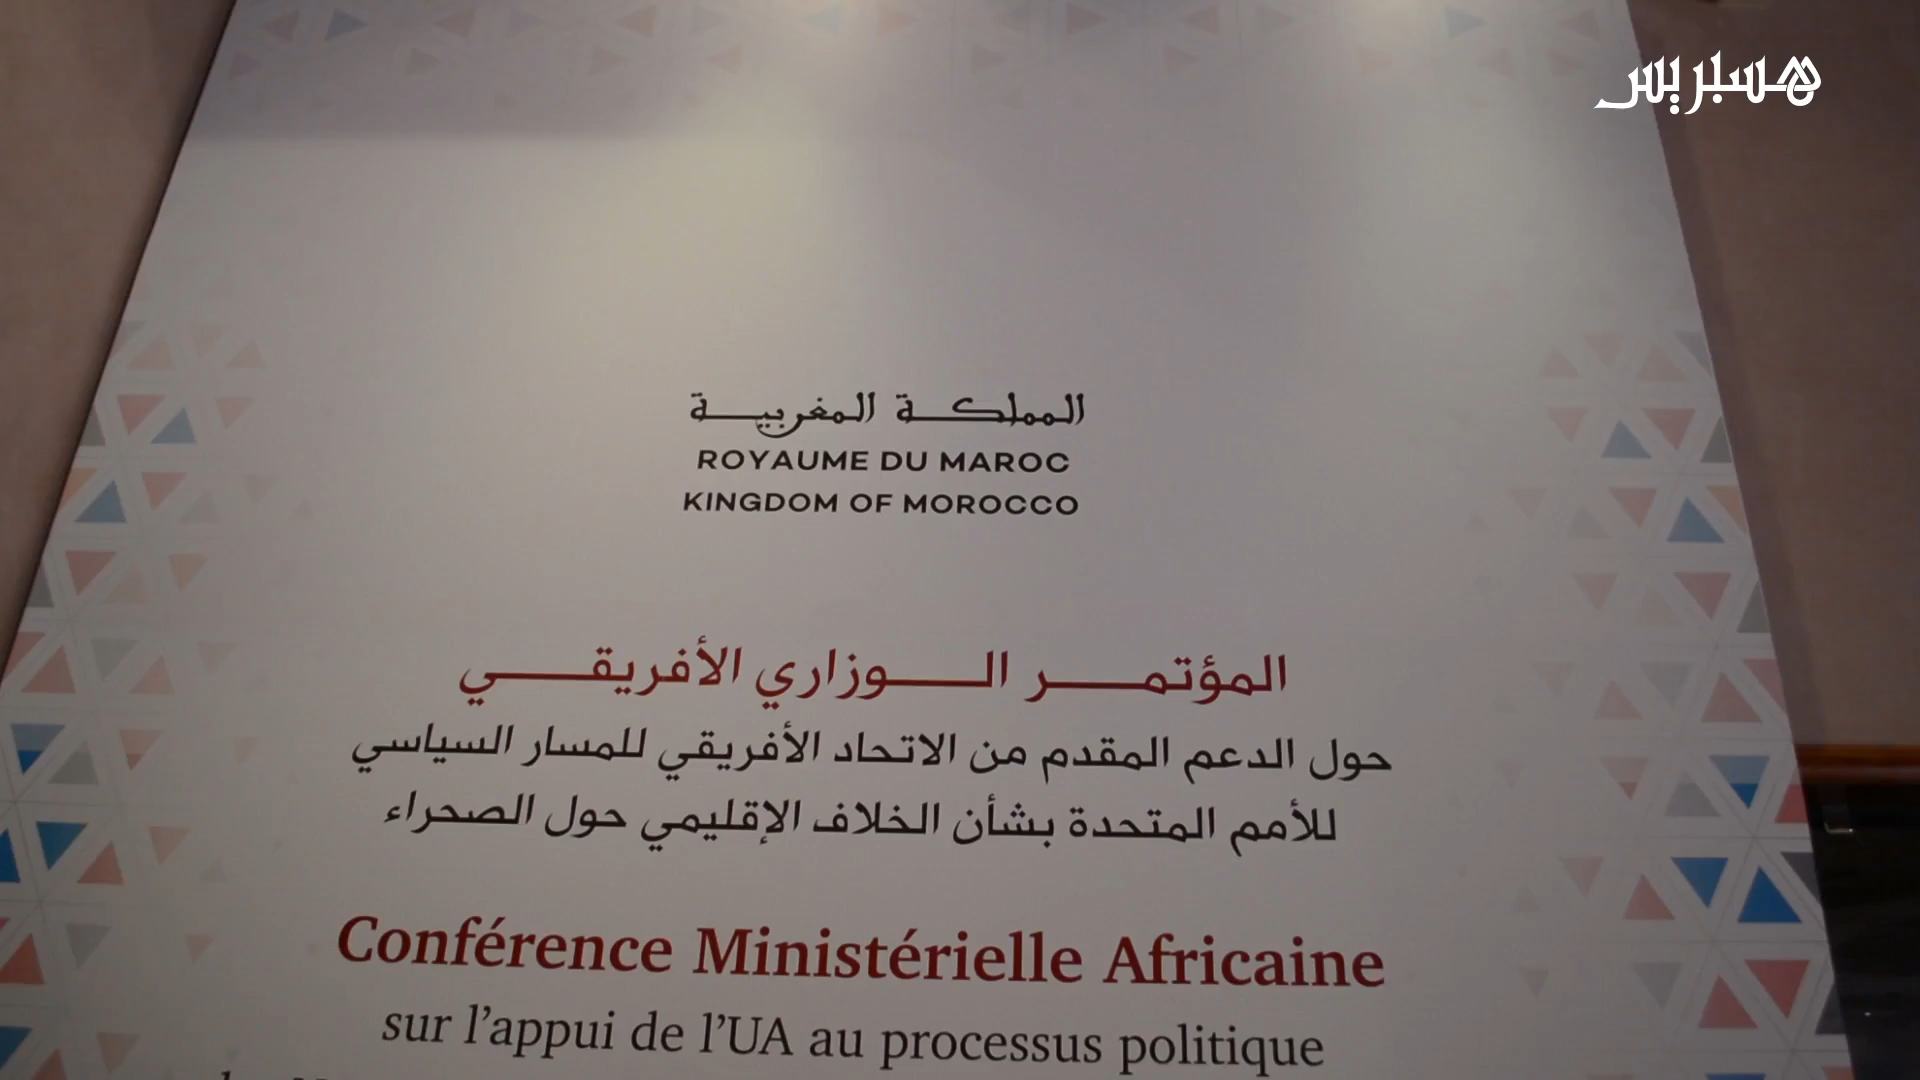 هسبريس
المملكة المغربية
ROYAUME DU MAROC
KINGDOM OF MOROCCO
المؤتمر الوزاري الأفريقي
حول الدعم المقدم من الاتحاد الأفريقي للمسار السياسي
للأمم المتحدة بشأن الخلاف الإقليمي حول الصحراء
Conférence Ministérielle Africaine
sur l’appui de l’UA au processus politique